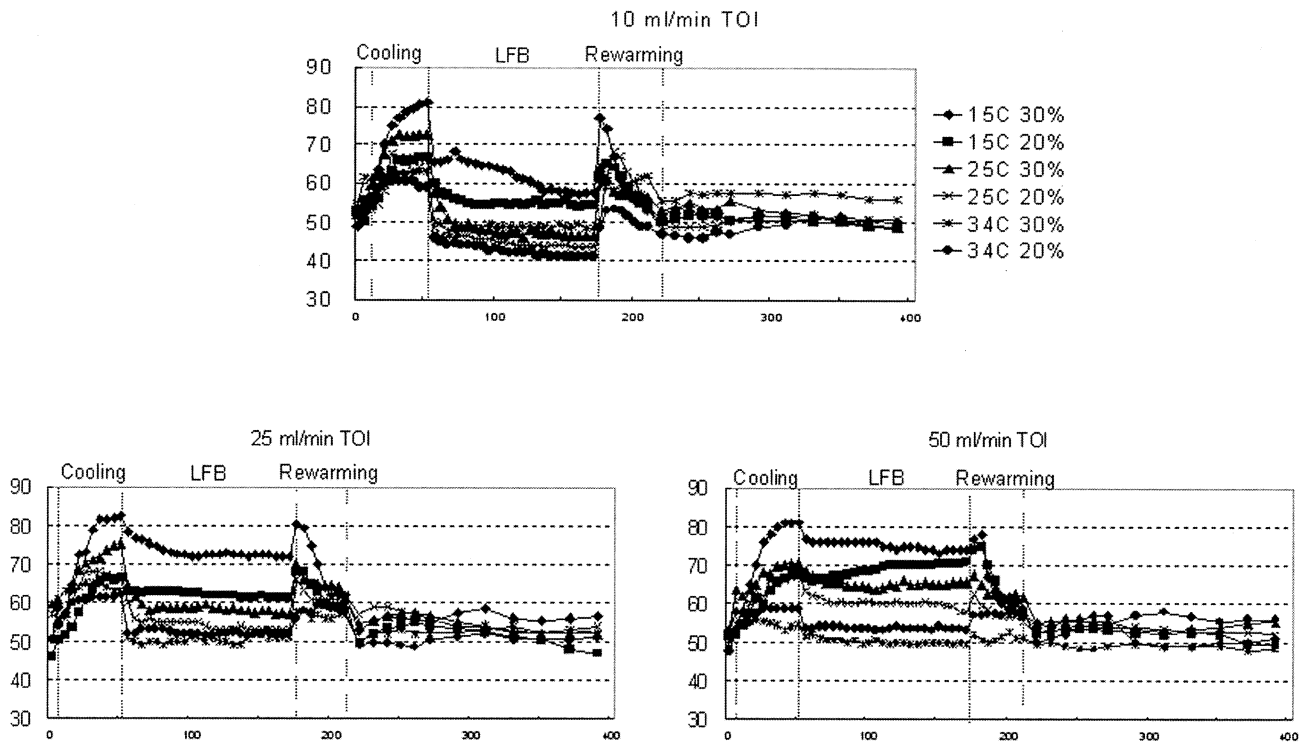 10 ml/min TOI
Cooling LFB Rewarming
90
80
70
60
50
40
30
0 100 200 300 400
15C 30%
15C 20%
25C 30%
25C 20%
34C 30%
34C 20%
25 ml/min TOI
Cooling LFB Rewarming
90
80
70
60
50
40
30
0 100 200 300 400
50 ml/min TOI
Cooling LFB Rewarming
90
80
70
60
50
40
30
0 100 200 300 400